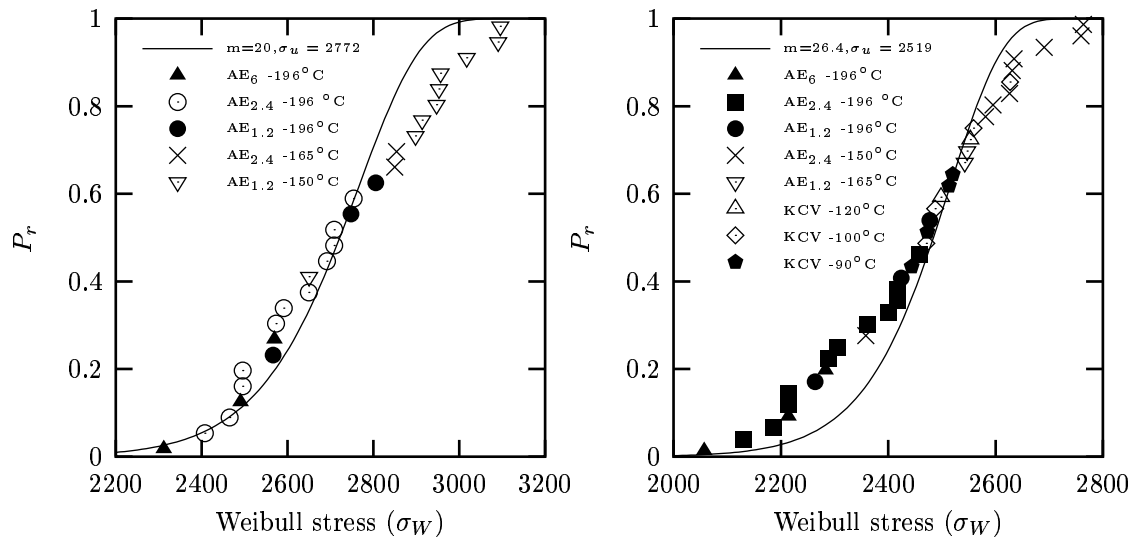 1
0.8
0.6
0.4
0.2
0
P_r
m=20,σ_u = 2772
AE_6 -196°C
AE_2.4 -196 °C
AE_1.2 -196°C
AE_2.4 -165°C
AE_1.2 -150°C
2200 2400 2600 2800 3000 3200
Weibull stress (σ_W)
1
0.8
0.6
0.4
0.2
0
P_r
m=26.4,σ_u = 2519
AE_6 -196°C
AE_2.4 -196 °C
AE_1.2 -196°C
AE_2.4 -150°C
AE_1.2 -165°C
KCV -120°C
KCV -100°C
KCV -90°C
2000 2200 2400 2600 2800
Weibull stress (σ_W)